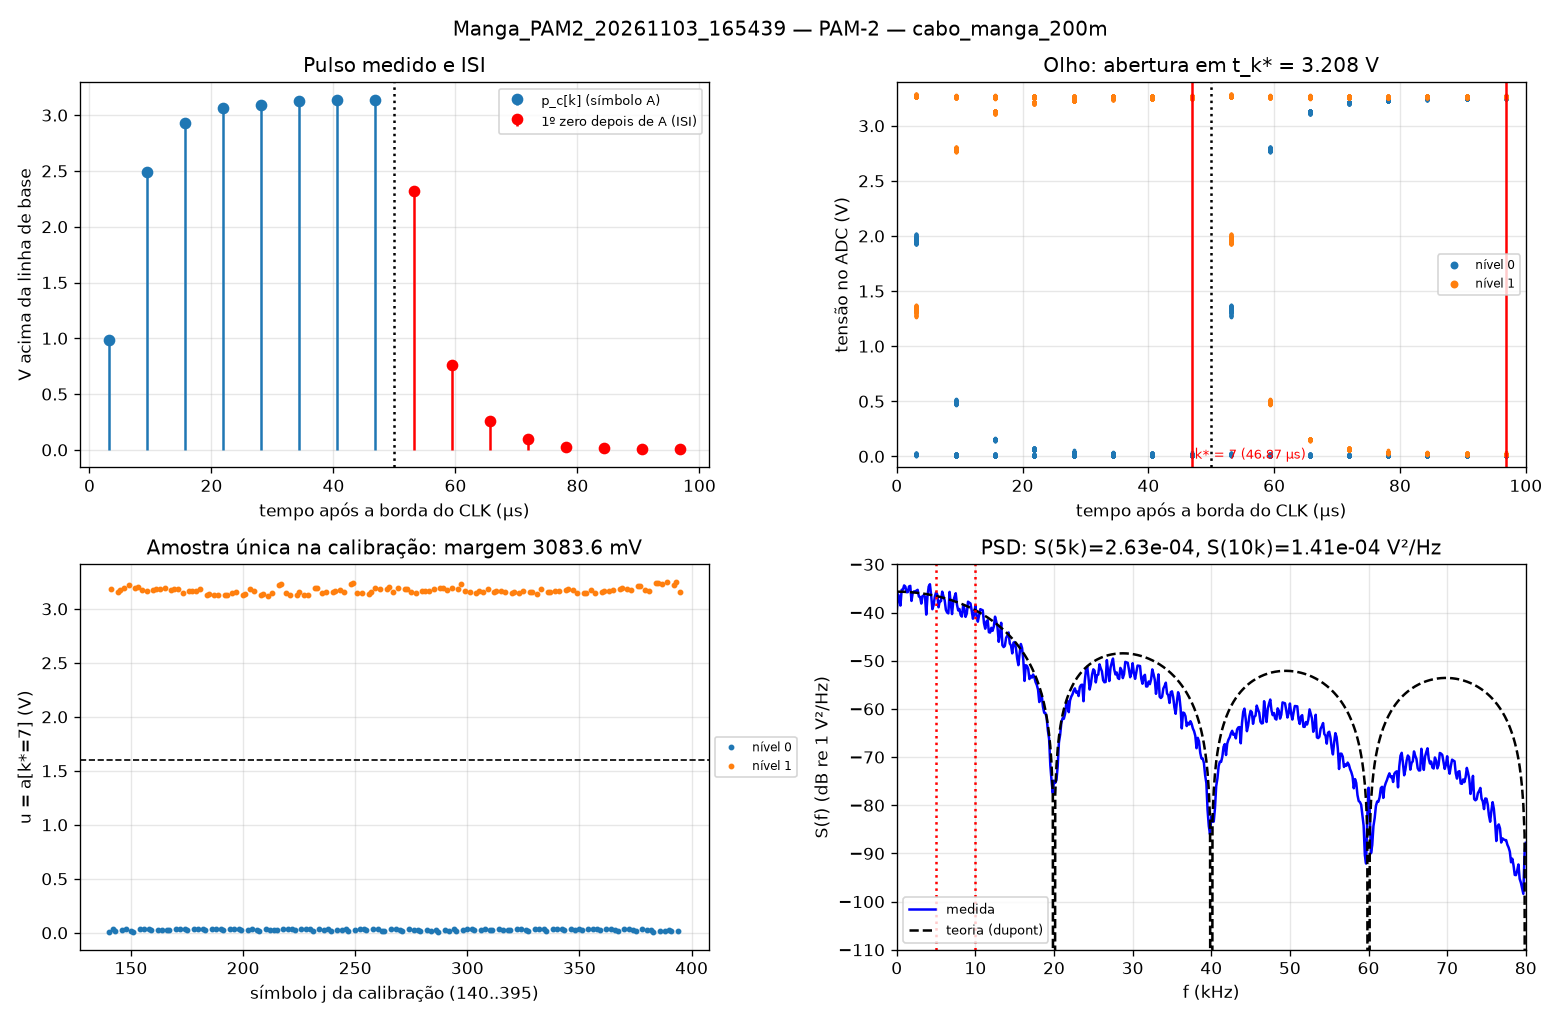 Manga_PAM2_20261103_165439 — PAM-2 — cabo_manga_200m
Pulso medido e ISI
V acima da linha de base
3.0
2.5
2.0
1.5
1.0
0.5
0.0
p_c[k] (símbolo A)
1º zero depois de A (ISI)
0 20 40 60 80 100
tempo após a borda do CLK (µs)
Olho: abertura em t_k* = 3.208 V
tensão no ADC (V)
3.0
2.5
2.0
1.5
1.0
0.5
0.0
nível 0
nível 1
k* = 7 (46.87 µs)
0 20 40 60 80 100
tempo após a borda do CLK (µs)
Amostra única na calibração: margem 3083.6 mV
u = a[k*=7] (V)
3.0
2.5
2.0
1.5
1.0
0.5
0.0
nível 0
nível 1
150 200 250 300 350 400
símbolo j da calibração (140..395)
PSD: S(5k)=2.63e-04, S(10k)=1.41e-04 V²/Hz
S(f) (dB re 1 V²/Hz)
−30
−40
−50
−60
−70
−80
−90
−100
−110
medida
teoria (dupont)
0 10 20 30 40 50 60 70 80
f (kHz)